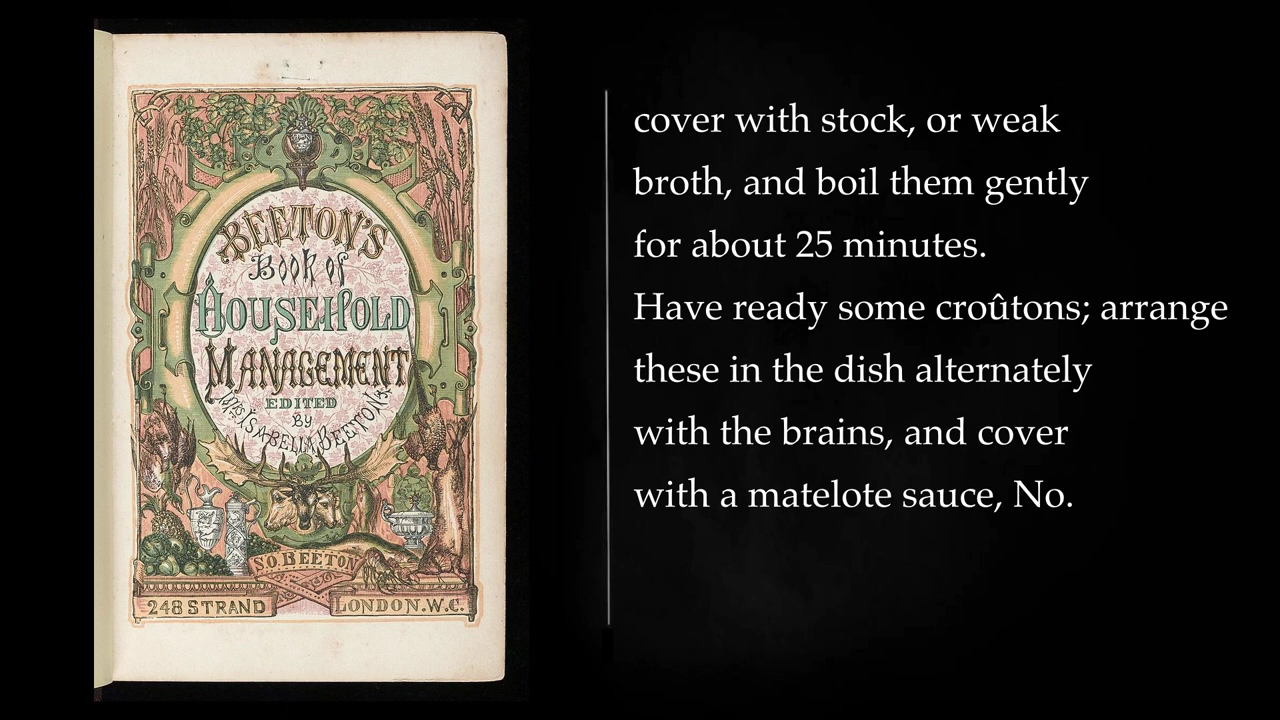 BEETON'S
Book of
HOUSEHOLD
MANAGEMENT
EDITED
By
MRS ISABELLA BEETON.
S.O. BEETON
248 STRAND
LONDON. W.C.
cover with stock, or weak
broth, and boil them gently
for about 25 minutes.
Have ready some croûtons; arrange
these in the dish alternately
with the brains, and cover
with a matelote sauce, No.